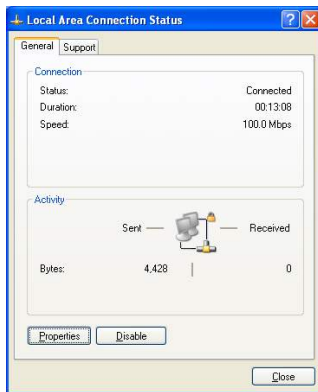 Local Area Connection Status
General Support
Connection
Status: Connected
Duration: 00:13:08
Speed: 100.0 Mbps
Activity
Sent — — Received
Bytes: 4,428 | 0
Properties Disable
Close